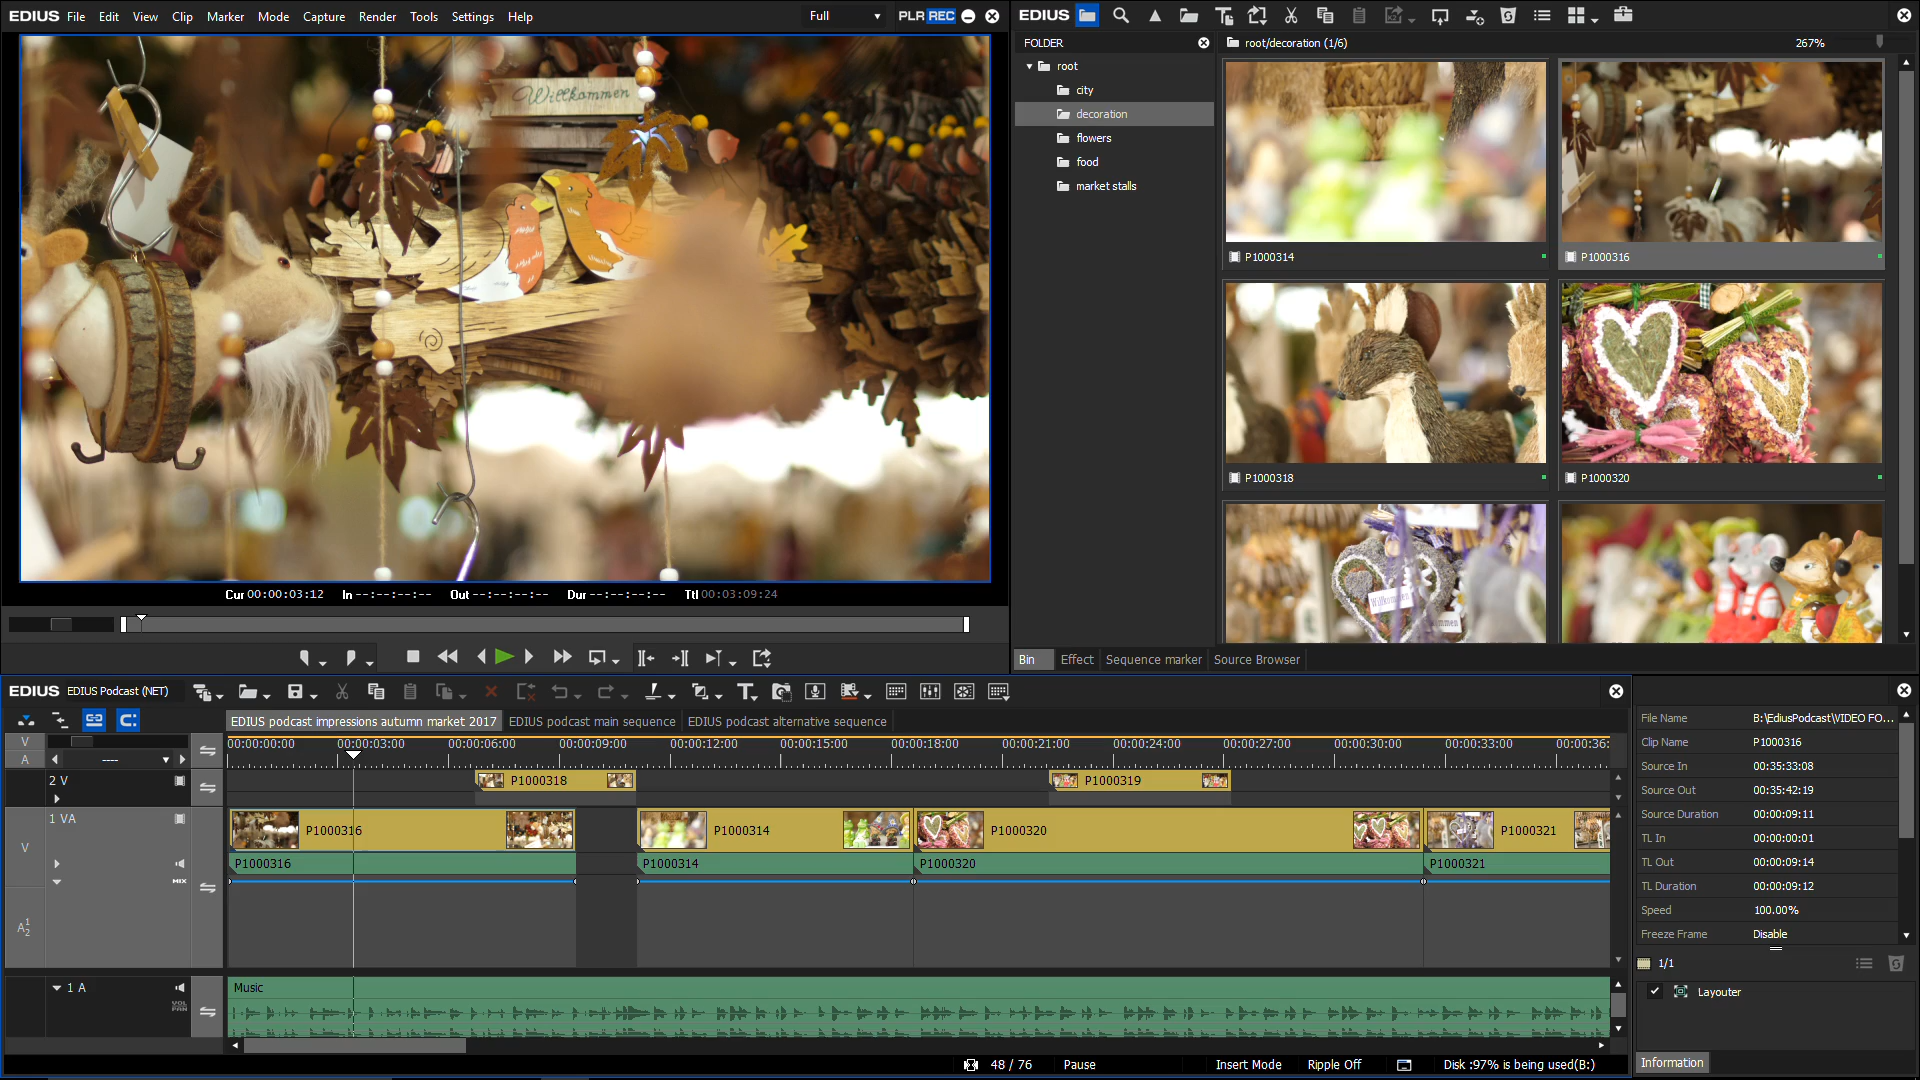 EDIUS File Edit View Clip Marker Mode Capture Render Tools Settings Help Full PLR REC
Willkommen
Cur 00:00:03:12 In --:--:--:-- Out --:--:--:-- Dur --:--:--:-- Ttl 00:03:09:24
EDIUS
FOLDER
root/decoration (1/6)
267%
root
city
decoration
flowers
food
market stalls
P1000314
P1000316
P1000318
P1000320
Willkommen
Bin Effect Sequence marker Source Browser
EDIUS EDIUS Podcast (NET)
EDIUS podcast impressions autumn market 2017 EDIUS podcast main sequence EDIUS podcast alternative sequence
V
A
----
00:00:00:00 00:00:03:00 00:00:06:00 00:00:09:00 00:00:12:00 00:00:15:00 00:00:18:00 00:00:21:00 00:00:24:00 00:00:27:00 00:00:30:00 00:00:33:00 00:00:36:
2 V
P1000318
P1000319
1 VA
V
P1000316
P1000314
P1000320
P1000321
P1000316
P1000314
P1000320
P1000321
MIX
A 1 2
1 A
VOL
PAN
Music
48 / 76 Pause Insert Mode Ripple Off Disk :97% is being used(B:)
File Name B:\EdiusPodcast\VIDEO FO...
Clip Name P1000316
Source In 00:35:33:08
Source Out 00:35:42:19
Source Duration 00:00:09:11
TL In 00:00:00:01
TL Out 00:00:09:14
TL Duration 00:00:09:12
Speed 100.00%
Freeze Frame Disable
1/1
Layouter
Information